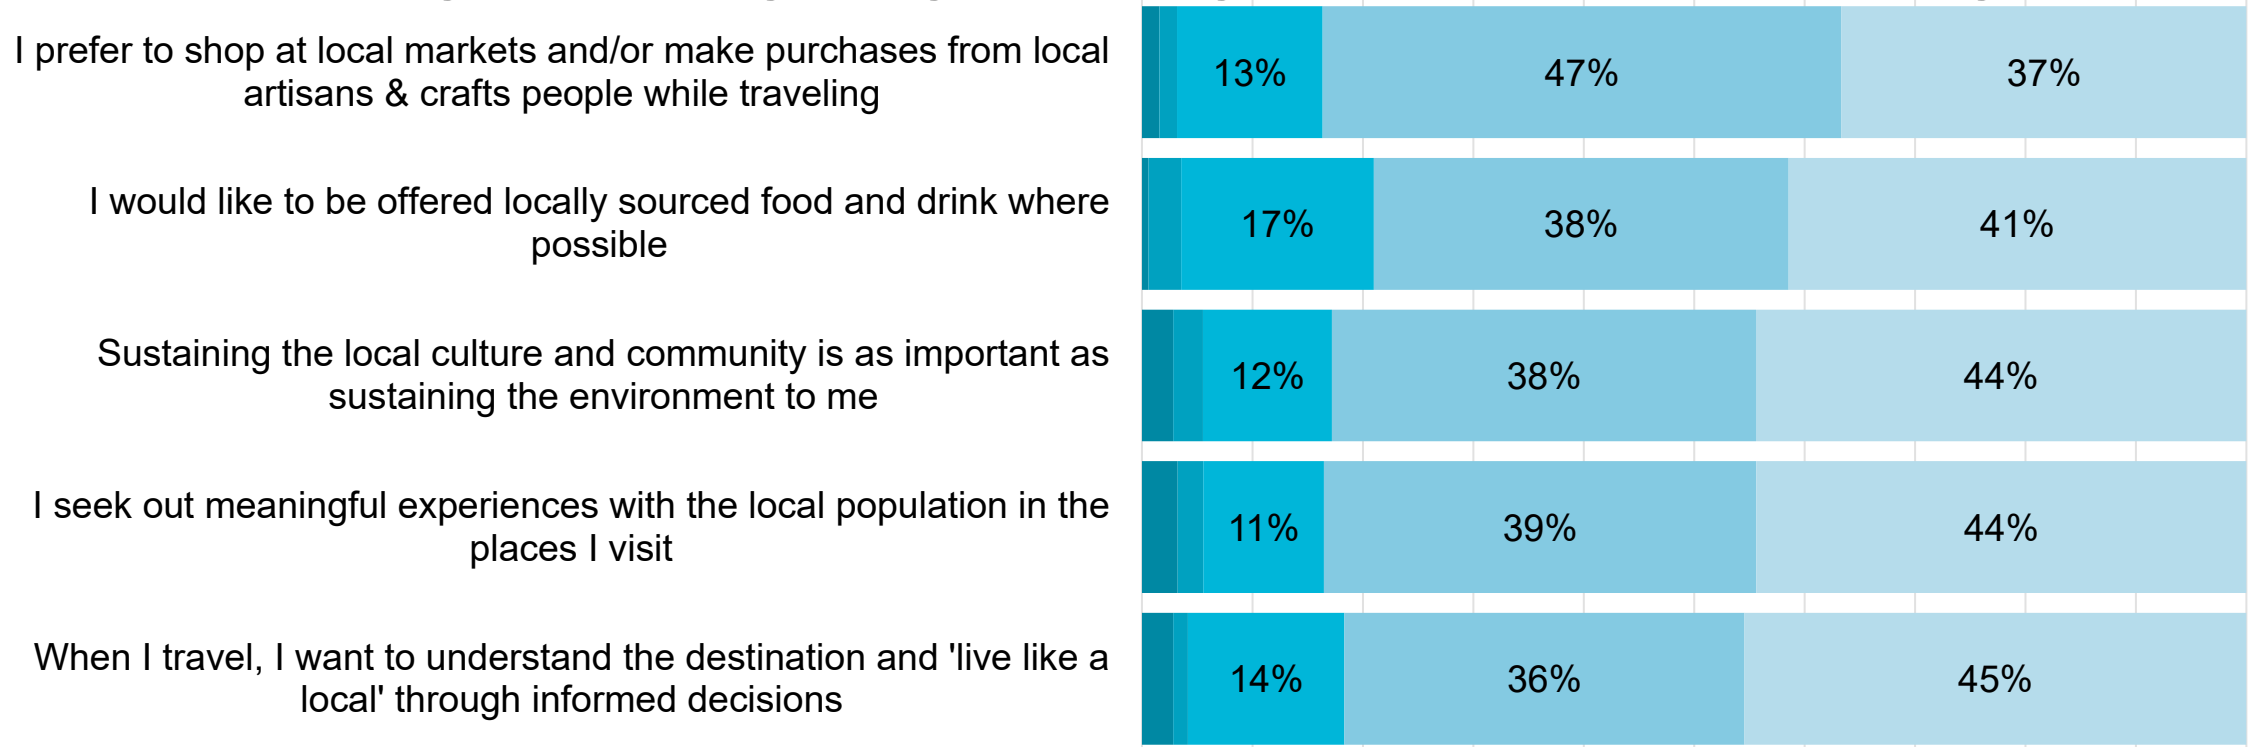 I prefer to shop at local markets and/or make purchases from local
artisans & crafts people while traveling
13% 47% 37%
I would like to be offered locally sourced food and drink where
possible
17% 38% 41%
Sustaining the local culture and community is as important as
sustaining the environment to me
12% 38% 44%
I seek out meaningful experiences with the local population in the
places I visit
11% 39% 44%
When I travel, I want to understand the destination and 'live like a
local' through informed decisions
14% 36% 45%